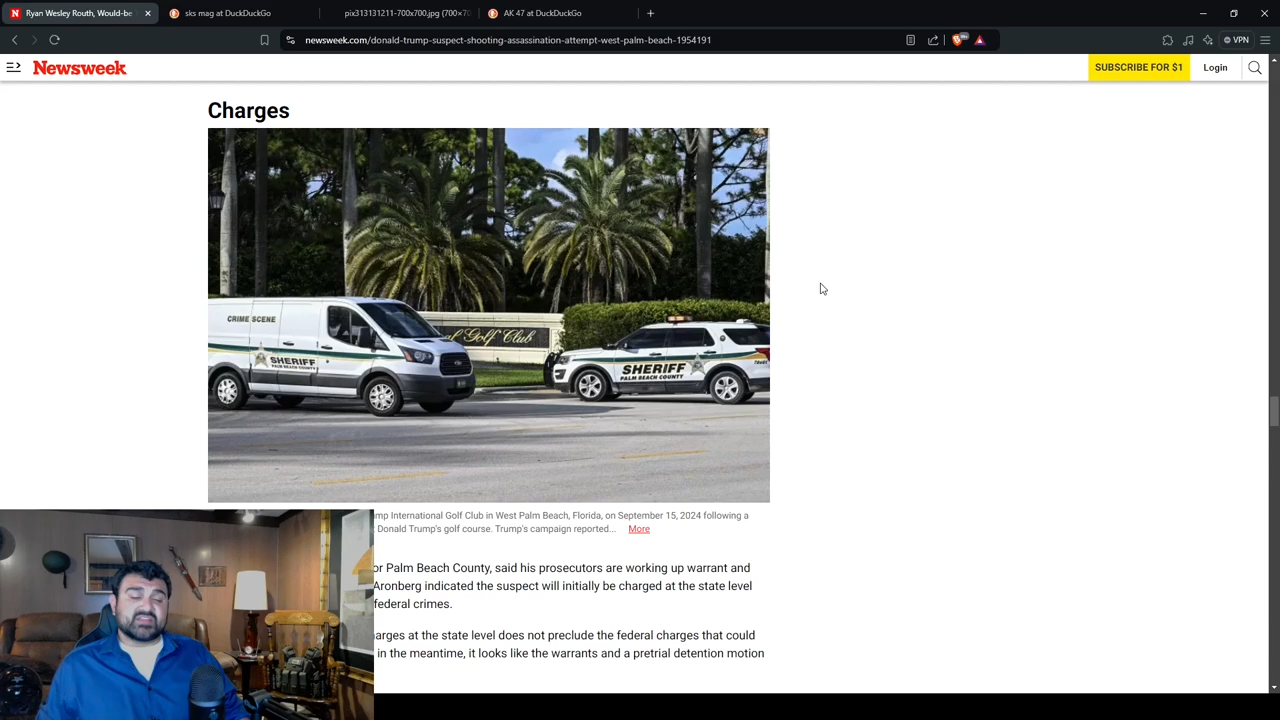 Ryan Wesley Routh, Would-be
sks mag at DuckDuckGo
pix313131211-700x700.jpg (700×70
AK 47 at DuckDuckGo
newsweek.com/donald-trump-suspect-shooting-assassination-attempt-west-palm-beach-1954191
VPN
Newsweek
SUBSCRIBE FOR $1
Login
Charges
CRIME SCENE
SHERIFF
PALM BEACH COUNTY
Golf Club
SHERIFF
PALM BEACH COUNTY
mp International Golf Club in West Palm Beach, Florida, on September 15, 2024 following a
Donald Trump's golf course. Trump's campaign reported... More
or Palm Beach County, said his prosecutors are working up warrant and
Aronberg indicated the suspect will initially be charged at the state level
federal crimes.
arges at the state level does not preclude the federal charges that could
in the meantime, it looks like the warrants and a pretrial detention motion